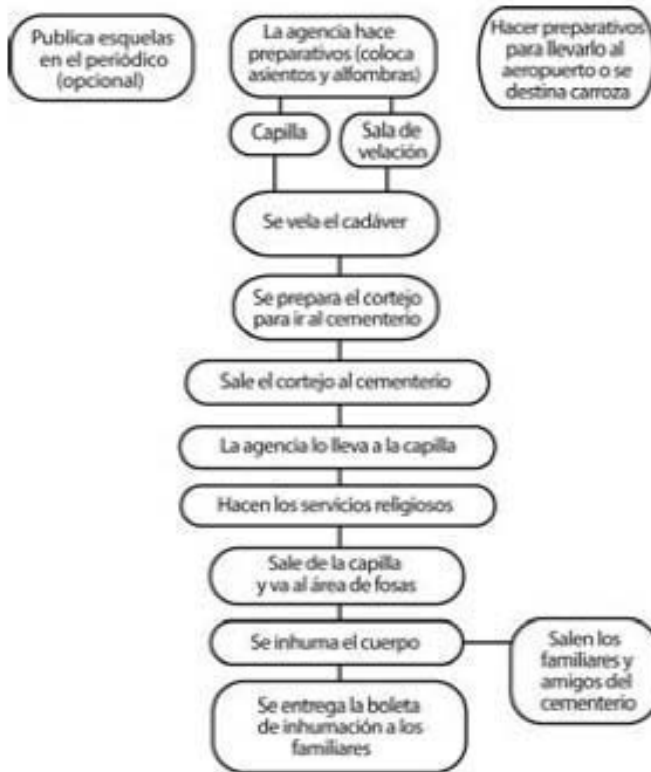 Publica esquelas
en el periódico
(opcional)
La agencia hace
preparativos (coloca
asientos y alfombras)
Hacer preparativos
para llevarlo al
aeropuerto o se
destina carroza
Capilla
Sala de
velación
Se vela el cadáver
Se prepara el cortejo
para ir al cementerio
Sale el cortejo al cementerio
La agencia lo lleva a la capilla
Hacen los servicios religiosos
Sale de la capilla
y va al área de fosas
Se inhuma el cuerpo
Salen los
familiares y
amigos del
cementerio
Se entrega la boleta
de inhumación a los
familiares